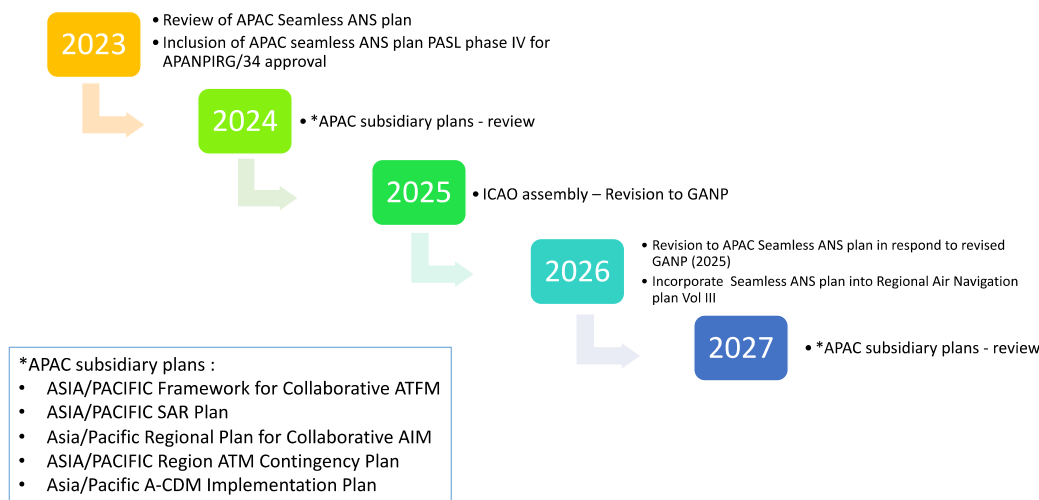 2023
• Review of APAC Seamless ANS plan
• Inclusion of APAC seamless ANS plan PASL phase IV for
APANPIRG/34 approval
2024
• *APAC subsidiary plans - review
2025
• ICAO assembly – Revision to GANP
2026
• Revision to APAC Seamless ANS plan in respond to revised
GANP (2025)
• Incorporate Seamless ANS plan into Regional Air Navigation
plan Vol III
2027
• *APAC subsidiary plans - review
*APAC subsidiary plans :
• ASIA/PACIFIC Framework for Collaborative ATFM
• ASIA/PACIFIC SAR Plan
• Asia/Pacific Regional Plan for Collaborative AIM
• ASIA/PACIFIC Region ATM Contingency Plan
• Asia/Pacific A-CDM Implementation Plan